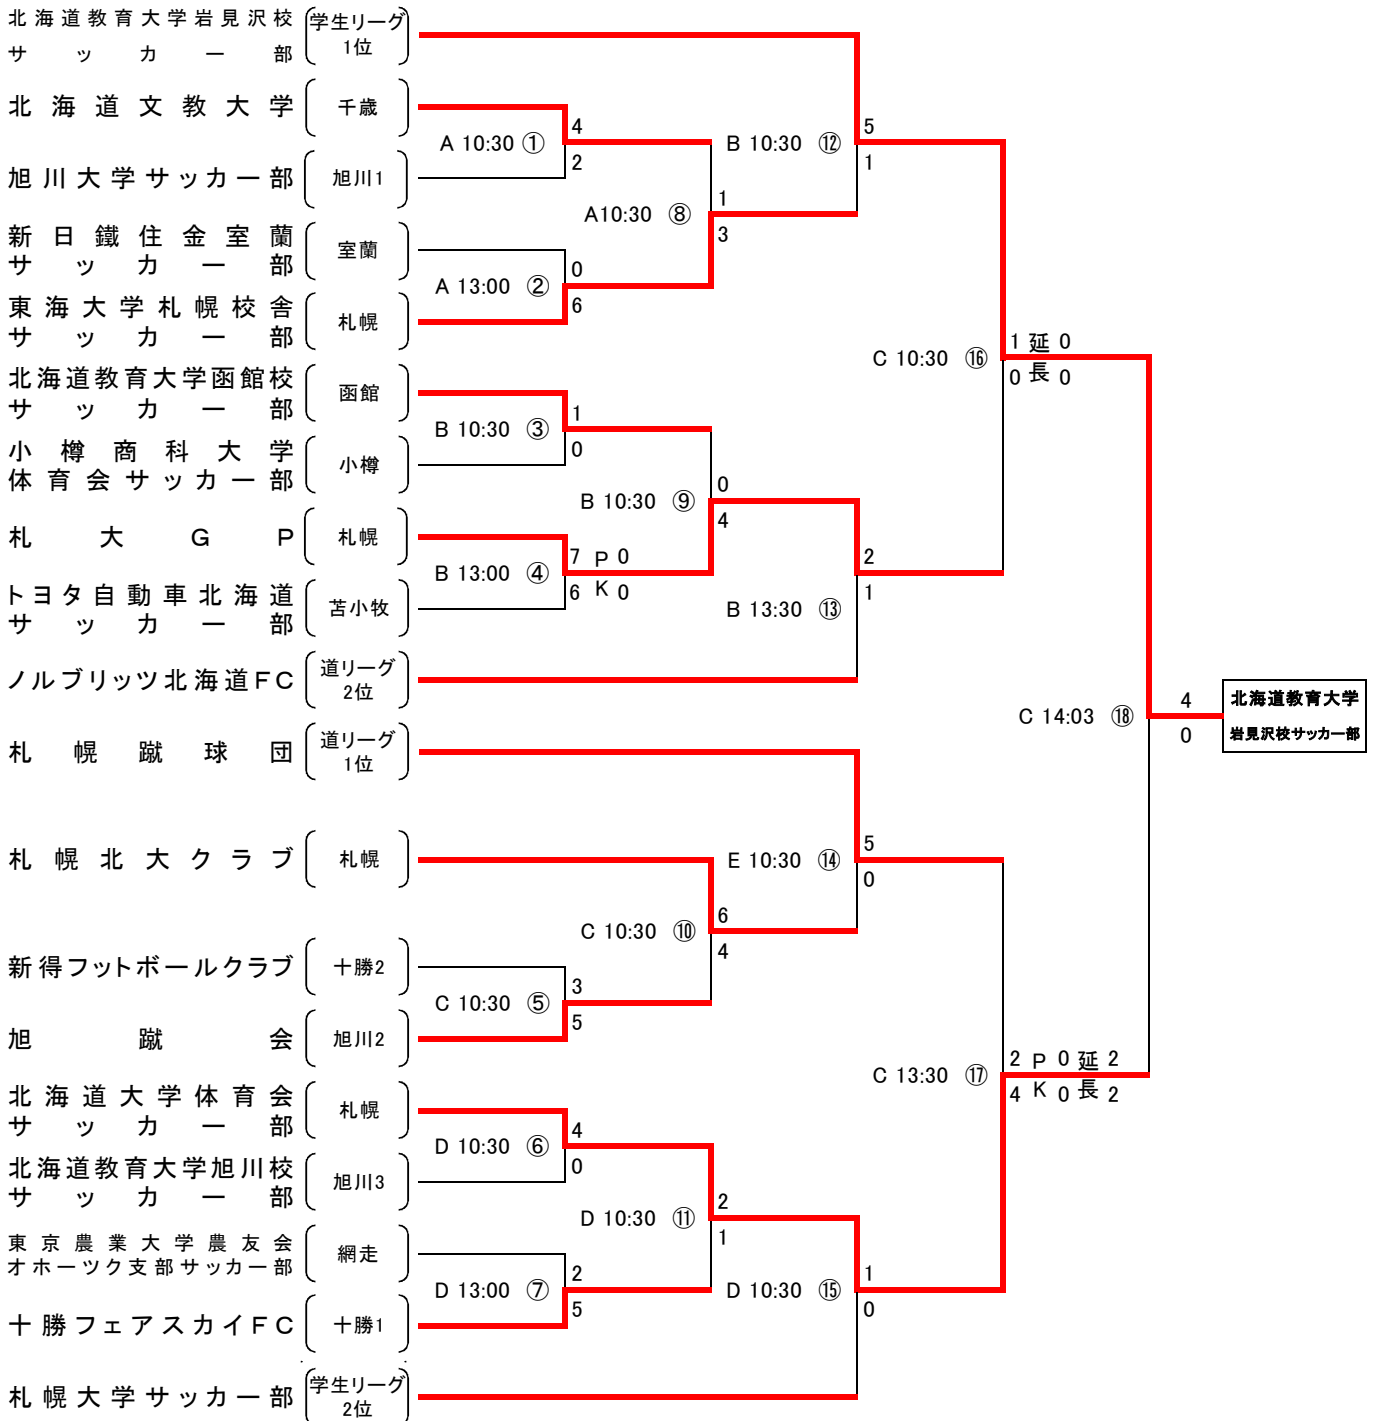 北海道教育大学岩見沢校
サッカー部
学生リーグ
1位
北海道文教大学
千歳
A 10:30 ①
4
2
旭川大学サッカー部
旭川1
B 10:30 ⑫
5
1
新日鐵住金室蘭
サッカー部
室蘭
A10:30 ⑧
1
3
A 13:00 ②
0
6
東海大学札幌校舎
サッカー部
札幌
C 10:30 ⑯
1 延 0
0 長 0
北海道教育大学函館校
サッカー部
函館
B 10:30 ③
1
0
小樽商科大学
体育会サッカー部
小樽
B 10:30 ⑨
0
4
札大GP
札幌
B 13:00 ④
7 P 0
6 K 0
トヨタ自動車北海道
サッカー部
苫小牧
B 13:30 ⑬
2
1
ノルブリッツ北海道FC
道リーグ
2位
C 14:03 ⑱
4
0
北海道教育大学
岩見沢校サッカー部
札幌蹴球団
道リーグ
1位
札幌北大クラブ
札幌
E 10:30 ⑭
5
0
C 10:30 ⑩
6
4
新得フットボールクラブ
十勝2
C 10:30 ⑤
3
5
旭蹴会
旭川2
C 13:30 ⑰
2 P 0 延 2
4 K 0 長 2
北海道大学体育会
サッカー部
札幌
D 10:30 ⑥
4
0
北海道教育大学旭川校
サッカー部
旭川3
D 10:30 ⑪
2
1
東京農業大学農友会
オホーツク支部サッカー部
網走
D 13:00 ⑦
2
5
D 10:30 ⑮
1
0
十勝フェアスカイFC
十勝1
札幌大学サッカー部
学生リーグ
2位